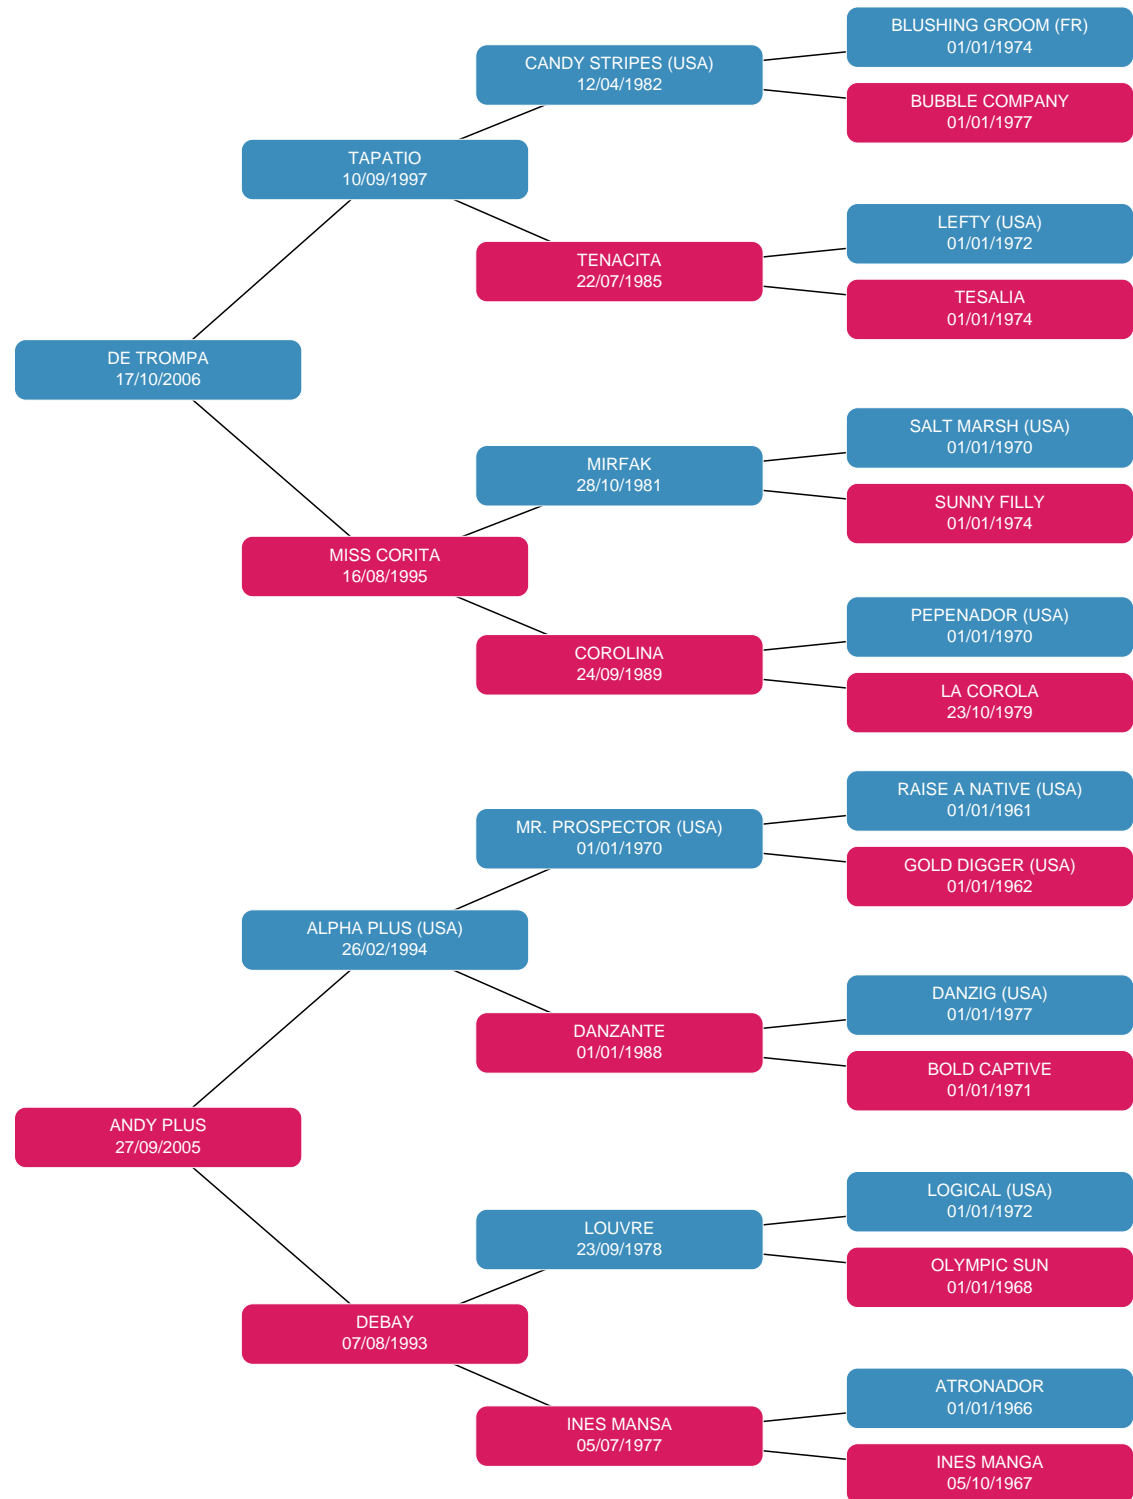 BLUSHING GROOM (FR)
01/01/1974
CANDY STRIPES (USA)
12/04/1982
BUBBLE COMPANY
01/01/1977
TAPATIO
10/09/1997
LEFTY (USA)
01/01/1972
TENACITA
22/07/1985
TESALIA
01/01/1974
DE TROMPA
17/10/2006
SALT MARSH (USA)
01/01/1970
MIRFAK
28/10/1981
SUNNY FILLY
01/01/1974
MISS CORITA
16/08/1995
PEPENADOR (USA)
01/01/1970
COROLINA
24/09/1989
LA COROLA
23/10/1979
RAISE A NATIVE (USA)
01/01/1961
MR. PROSPECTOR (USA)
01/01/1970
GOLD DIGGER (USA)
01/01/1962
ALPHA PLUS (USA)
26/02/1994
DANZIG (USA)
01/01/1977
DANZANTE
01/01/1988
BOLD CAPTIVE
01/01/1971
ANDY PLUS
27/09/2005
LOGICAL (USA)
01/01/1972
LOUVRE
23/09/1978
OLYMPIC SUN
01/01/1968
DEBAY
07/08/1993
ATRONADOR
01/01/1966
INES MANSA
05/07/1977
INES MANGA
05/10/1967